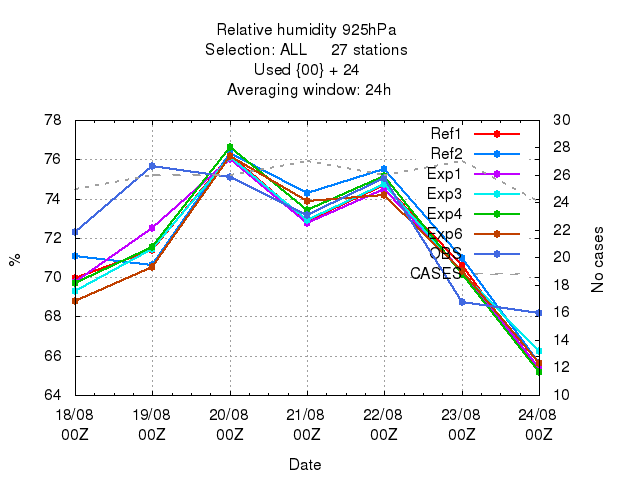 Relative humidity 925hPa
Selection: ALL 27 stations
Used {00} + 24
Averaging window: 24h
78
76
74
72
70
68
66
64
30
28
26
24
22
20
18
16
14
12
10
Ref1
Ref2
Exp1
Exp3
Exp4
Exp6
OBS
CASES
%
No cases
18/08 19/08 20/08 21/08 22/08 23/08 24/08
00Z 00Z 00Z 00Z 00Z 00Z 00Z
Date